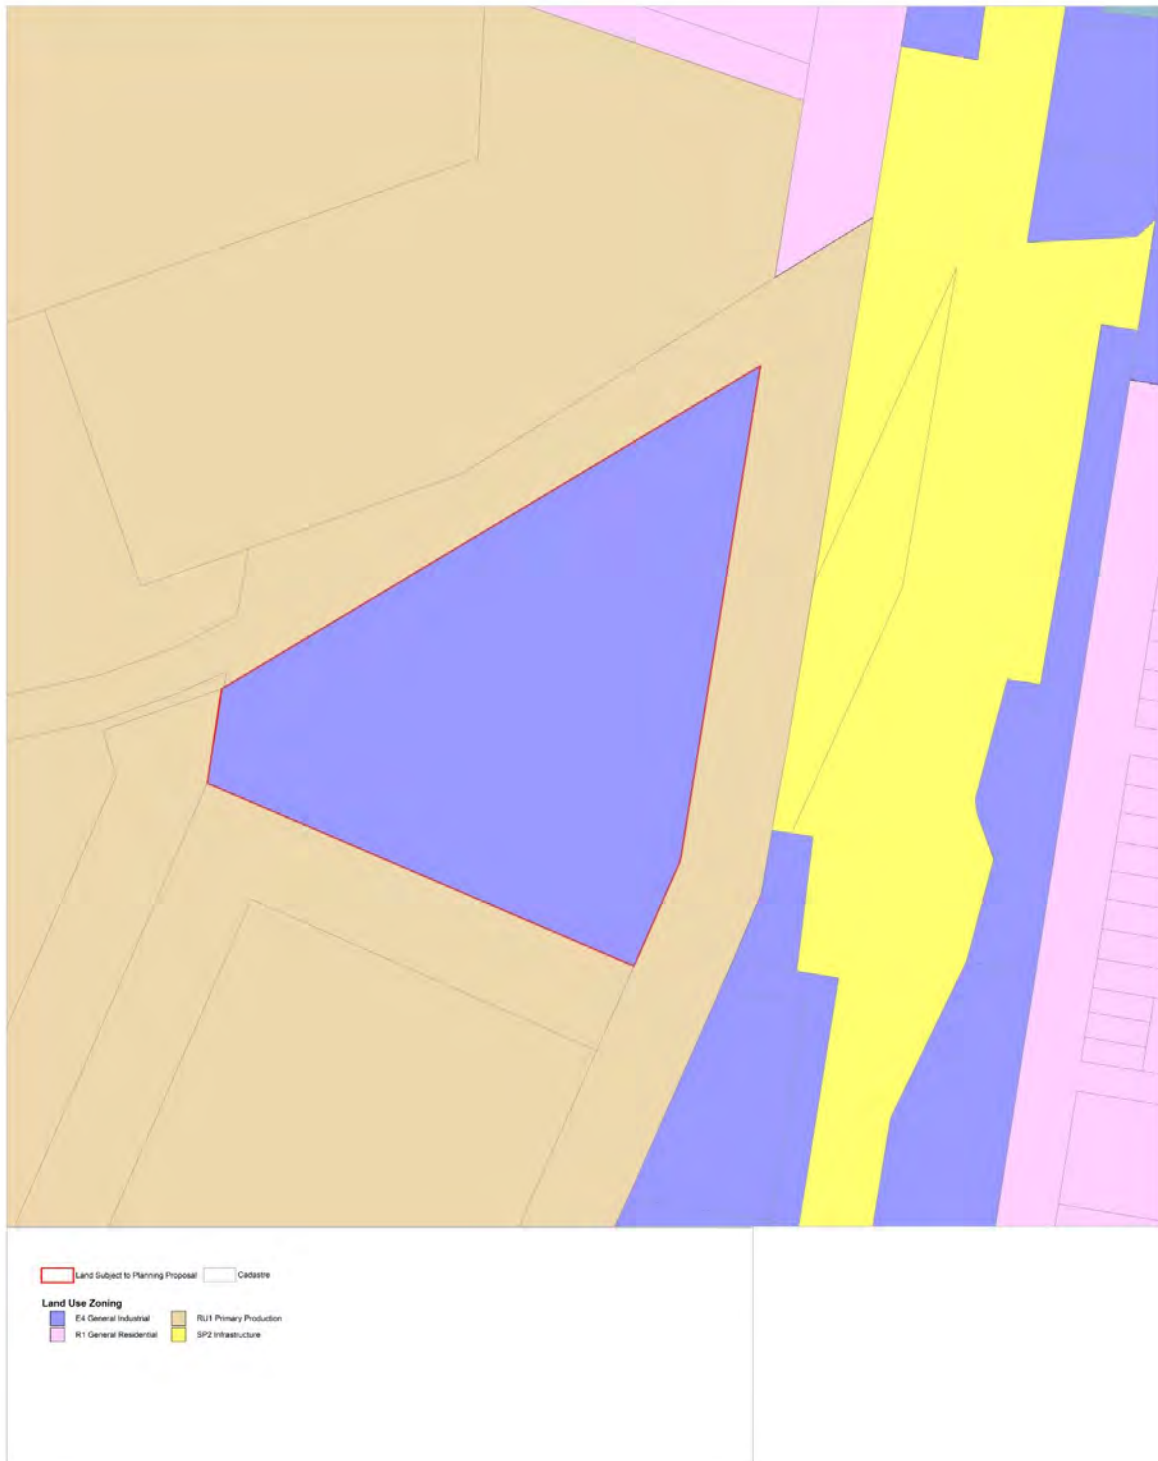 Land Subject to Planning Proposal Cadastre
Land Use Zoning
E4 General Industrial RU1 Primary Production
R1 General Residential SP2 Infrastructure